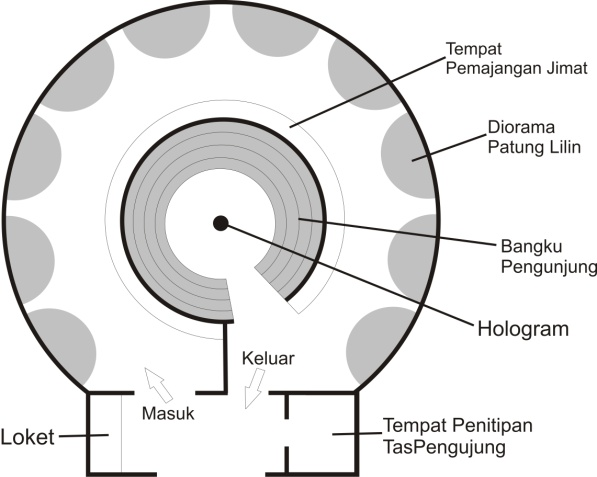 Tempat
Pemajangan Jimat
Diorama
Patung Lilin
Bangku
Pengunjung
Hologram
Keluar
Masuk
Loket
Tempat Penitipan
TasPengujung